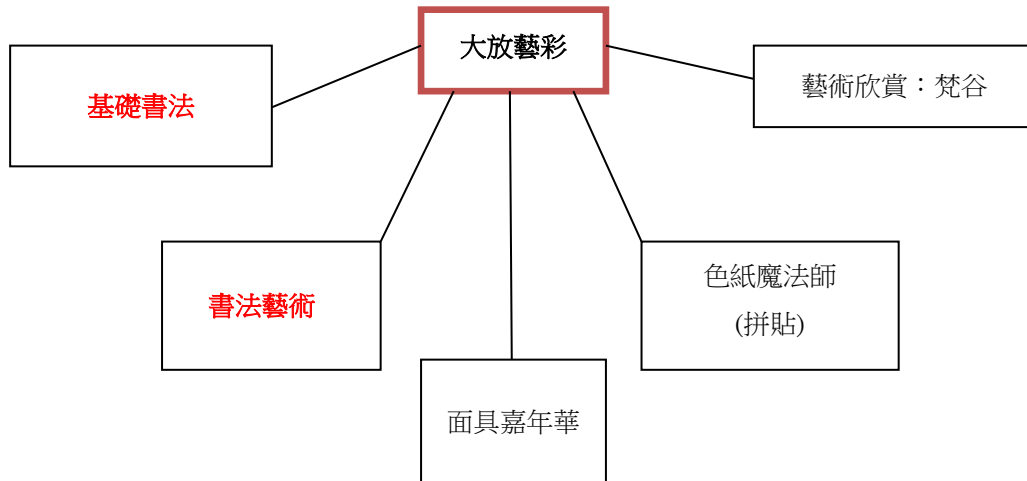 大放藝彩
基礎書法
藝術欣賞：梵谷
書法藝術
色紙魔法師
(拼貼)
面具嘉年華